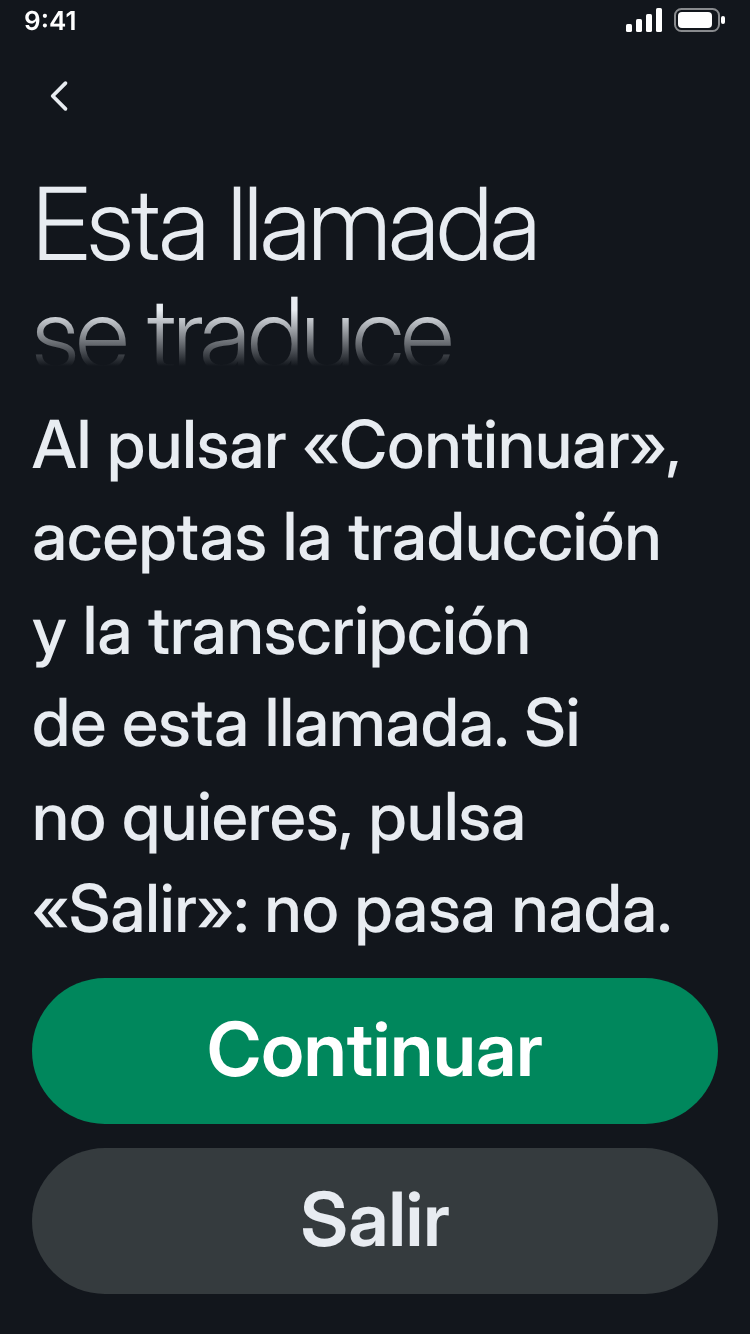 9:41
Esta llamada
se traduce
Al pulsar «Continuar»,
aceptas la traducción
y la transcripción
de esta llamada. Si
no quieres, pulsa
«Salir»: no pasa nada.
Continuar
Salir